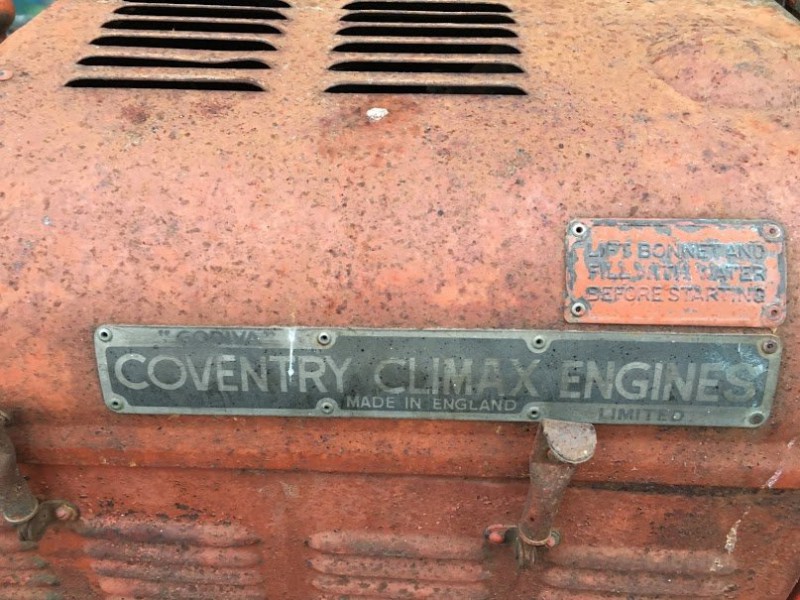 LIFT BONNET AND
FILL WITH WATER
BEFORE STARTING
"GODIVA"
COVENTRY CLIMAX ENGINES
MADE IN ENGLAND
LIMITED